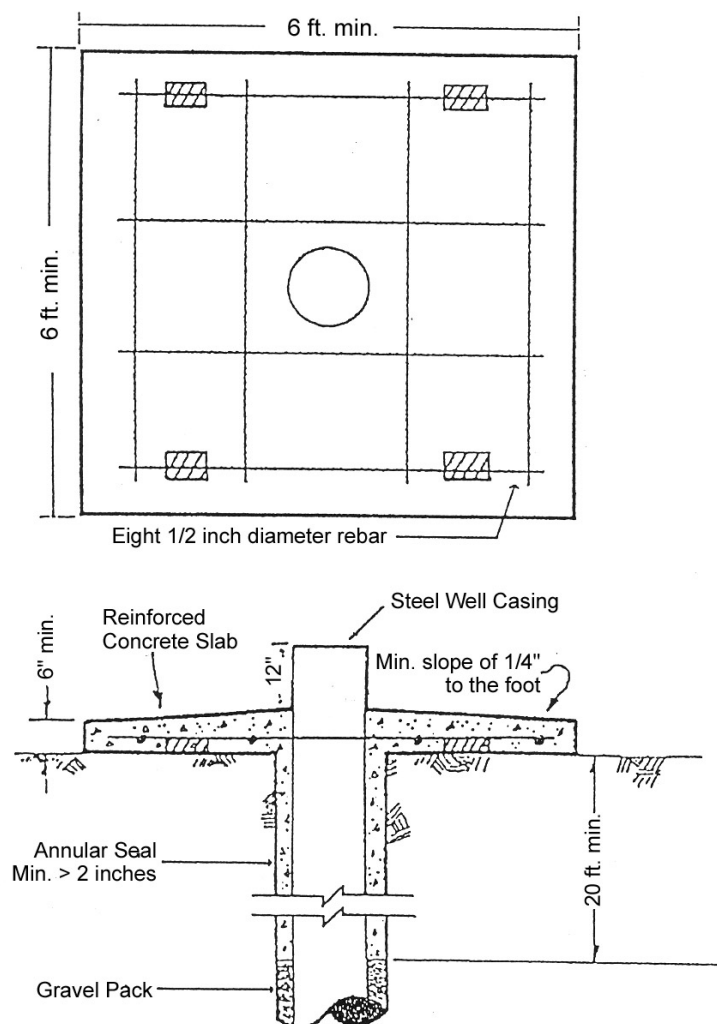 6 ft. min.
6 ft. min.
Eight 1/2 inch diameter rebar
Steel Well Casing
Reinforced
Concrete Slab
6" min.
12"
Min. slope of 1/4"
to the foot
Annular Seal
Min. > 2 inches
20 ft. min.
Gravel Pack